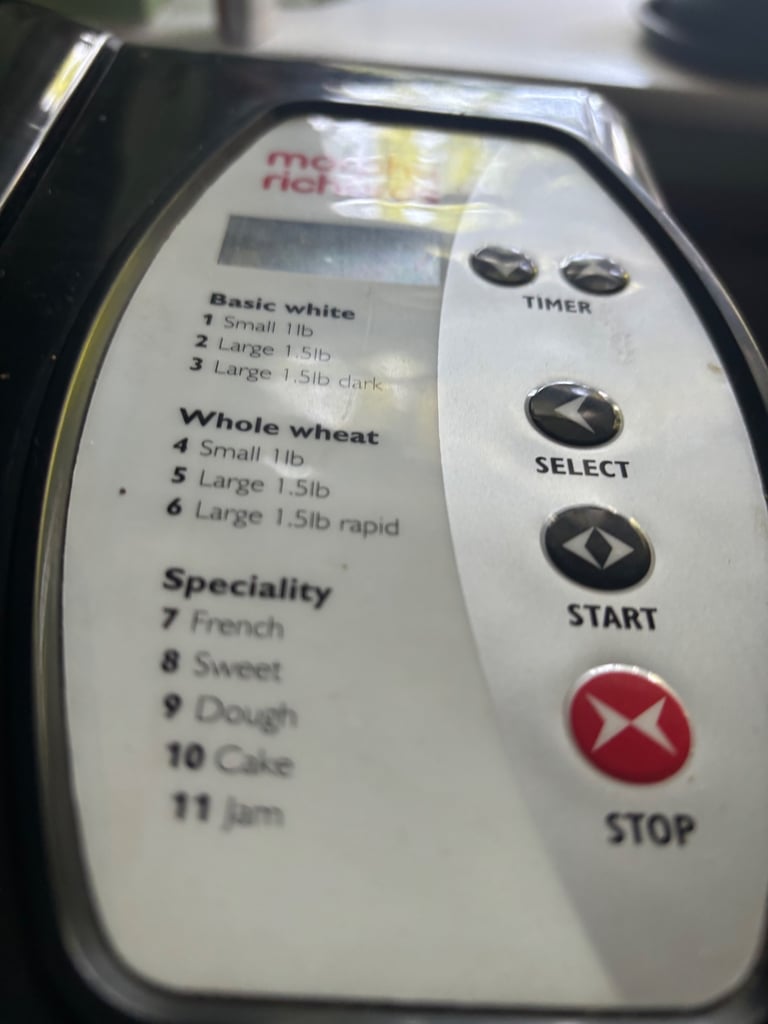 Basic white
1 Small 1lb
2 Large 1.5lb
3 Large 1.5lb dark
Whole wheat
4 Small 1lb
5 Large 1.5lb
6 Large 1.5lb rapid
Speciality
7 French
8 Sweet
9 Dough
10 Cake
11 Jam
TIMER
SELECT
START
STOP